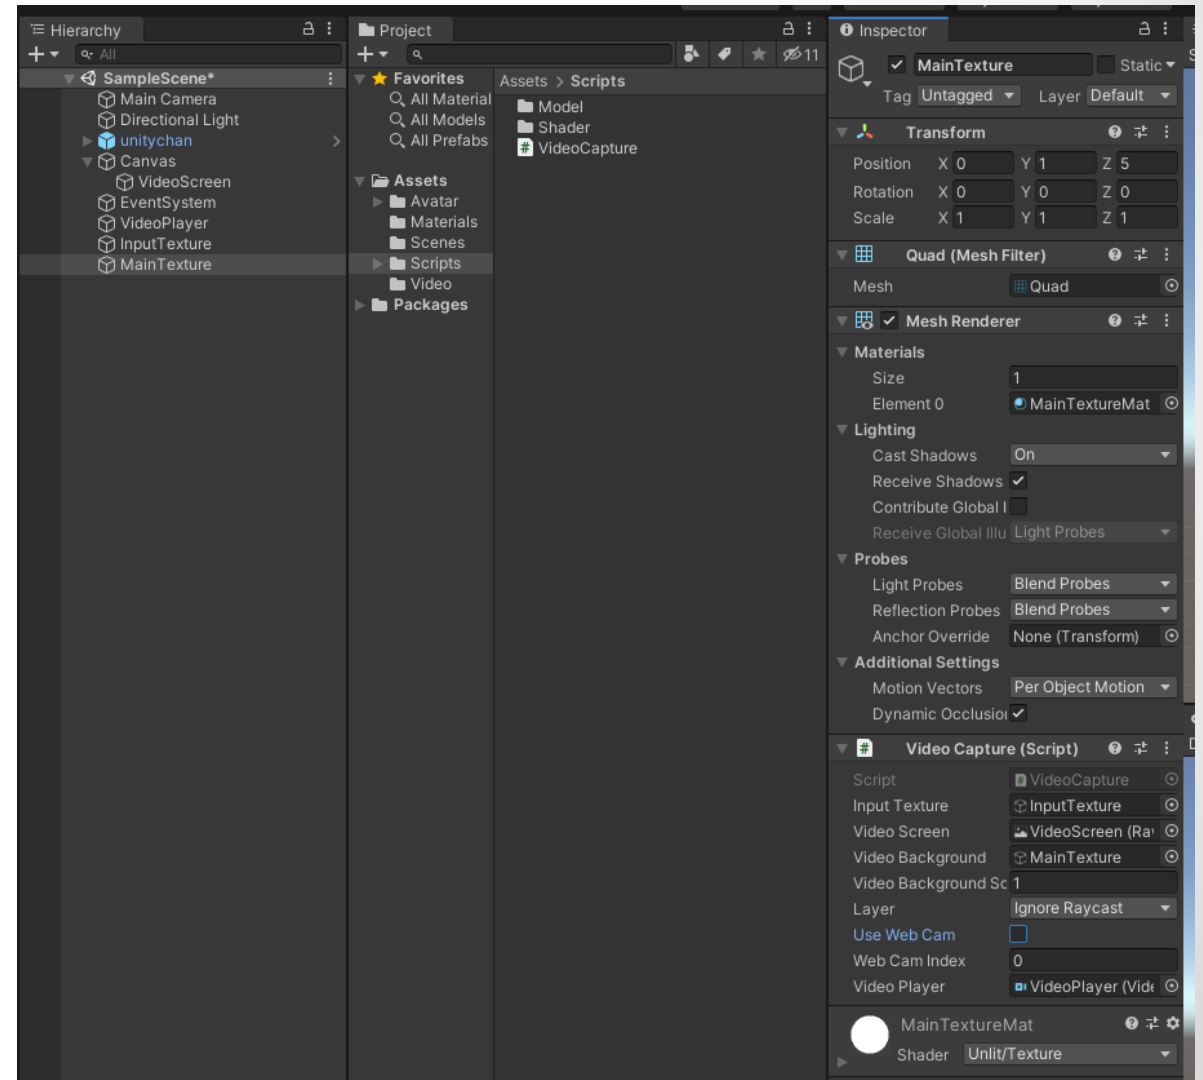 Hierarchy
All
SampleScene*
Main Camera
Directional Light
unitychan
Canvas
VideoScreen
EventSystem
VideoPlayer
InputTexture
MainTexture
Project
11
Favorites
All Material
All Models
All Prefabs
Assets
Avatar
Materials
Scenes
Scripts
Video
Packages
Assets > Scripts
Model
Shader
VideoCapture
Inspector
MainTexture Static
Tag Untagged Layer Default
Transform
Position X 0 Y 1 Z 5
Rotation X 0 Y 0 Z 0
Scale X 1 Y 1 Z 1
Quad (Mesh Filter)
Mesh Quad
Mesh Renderer
Materials
Size 1
Element 0 MainTextureMat
Lighting
Cast Shadows On
Receive Shadows
Contribute Global I
Receive Global Illu Light Probes
Probes
Light Probes Blend Probes
Reflection Probes Blend Probes
Anchor Override None (Transform)
Additional Settings
Motion Vectors Per Object Motion
Dynamic Occlusio
Video Capture (Script)
Script VideoCapture
Input Texture InputTexture
Video Screen VideoScreen (Ra
Video Background MainTexture
Video Background Sc 1
Layer Ignore Raycast
Use Web Cam
Web Cam Index 0
Video Player VideoPlayer (Vide
MainTextureMat
Shader Unlit/Texture